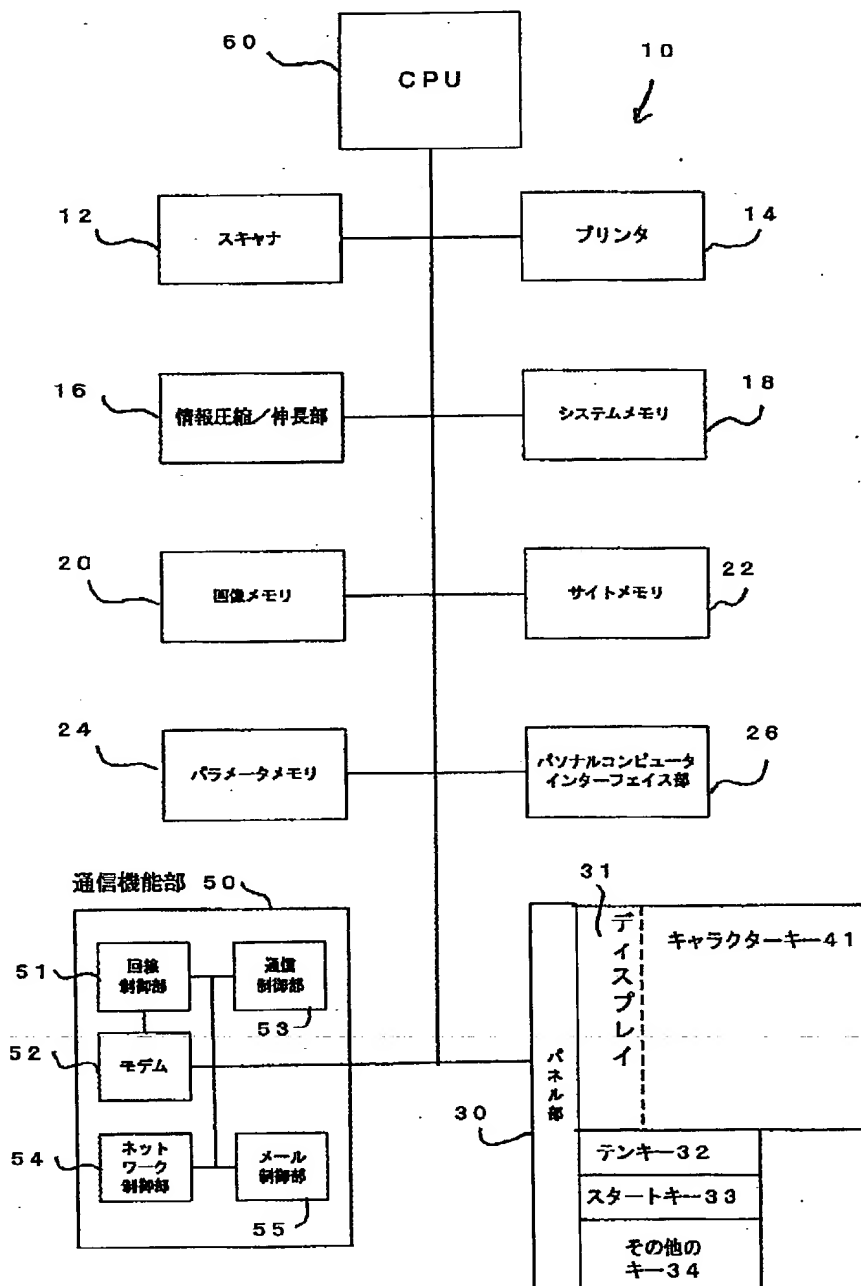 60
CPU
10
12
スキャナ
プリンタ
14
16
情報圧縮／伸長部
システムメモリ
18
20
画像メモリ
サイトメモリ
22
24
パラメータメモリ
パソナルコンピュータ
インターフェイス部
26
通信機能部
50
51
回線
制御部
通信
制御部
53
52
モデム
54
ネット
ワーク
制御部
メール
制御部
55
31
ディスプレイ
キャラクターキー41
30
パネル部
テンキー32
スタートキー33
その他の
キー34